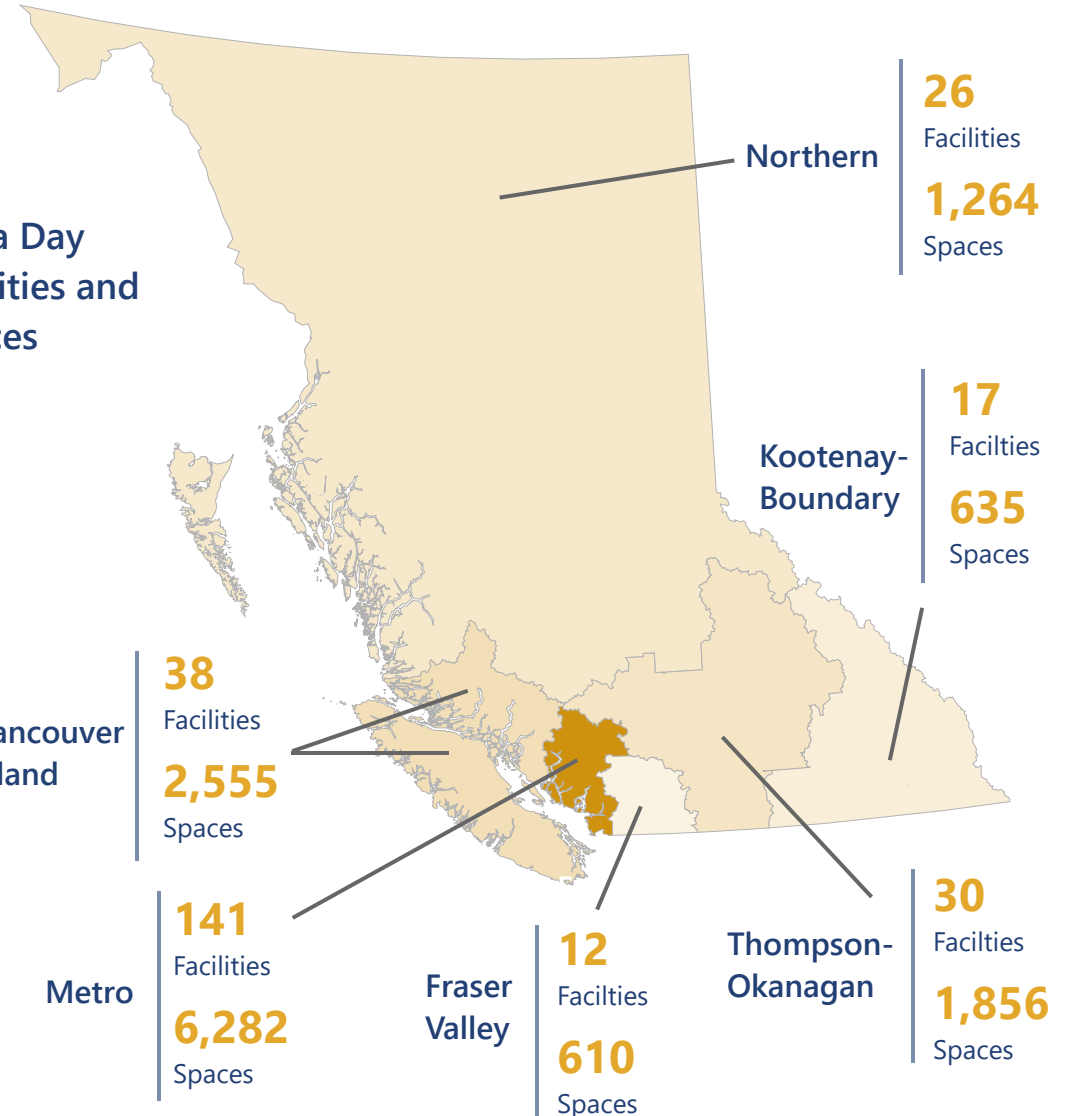 26
Facilities
1,264
Spaces
Northern
a Day
ities and
ces
17
Facilties
635
Spaces
Kootenay-
Boundary
38
Facilities
2,555
Spaces
ancouver
land
141
Facilities
6,282
Spaces
Metro
12
Facilties
610
Spaces
Fraser
Valley
30
Facilties
1,856
Spaces
Thompson-
Okanagan